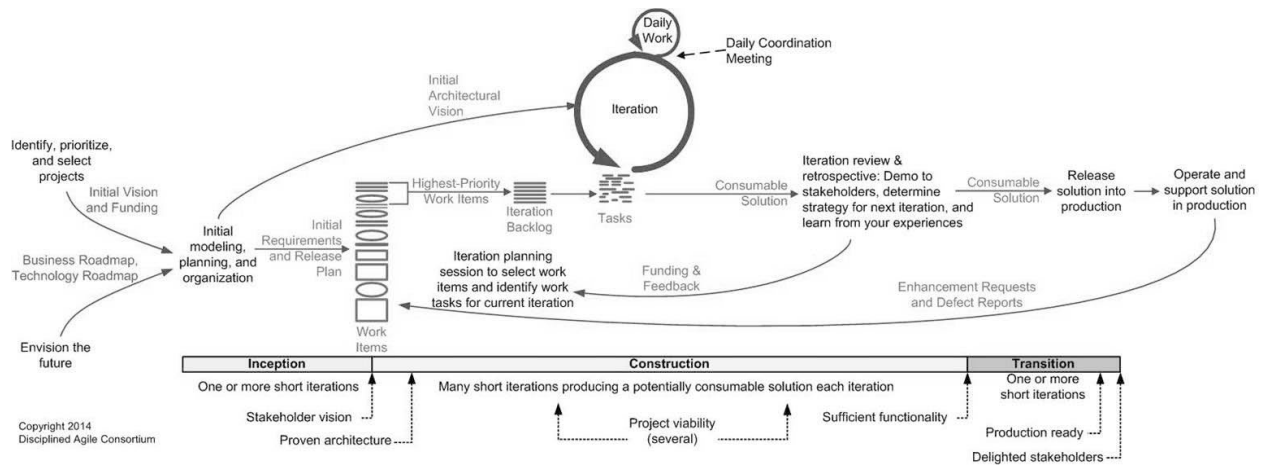 Daily
Work
Daily Coordination
Meeting
Initial
Architectural
Vision
Iteration
Identify, prioritize,
and select
projects
Initial Vision
and Funding
Highest-Priority
Work Items
Iteration
Backlog
Tasks
Consumable
Solution
Iteration review &
retrospective: Demo to
stakeholders, determine
strategy for next iteration, and
learn from your experiences
Consumable
Solution
Release
solution into
production
Operate and
support solution
in production
Initial
modeling,
planning, and
organization
Initial
Requirements
and Release
Plan
Business Roadmap,
Technology Roadmap
Iteration planning
session to select work
items and identify work
tasks for current iteration
Funding &
Feedback
Enhancement Requests
and Defect Reports
Envision the
future
Work
Items
Inception
Construction
Transition
One or more short iterations
Many short iterations producing a potentially consumable solution each iteration
One or more
short iterations
Stakeholder vision
Proven architecture
Project viability
(several)
Sufficient functionality
Production ready
Delighted stakeholders
Copyright 2014
Disciplined Agile Consortium